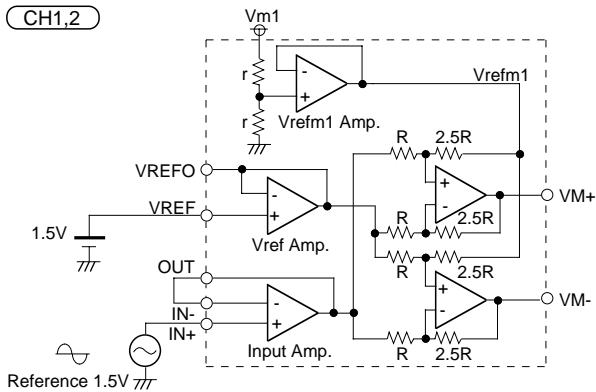 CH1,2
Vm1
r
r
Vrefm1 Amp.
Vrefm1
R
2.5R
VREFO
VM+
VREF
R
2.5R
1.5V
Vref Amp.
R
2.5R
OUT
VM-
IN-
IN+
Input Amp.
R
2.5R
Reference 1.5V
- + - + - + + - + -